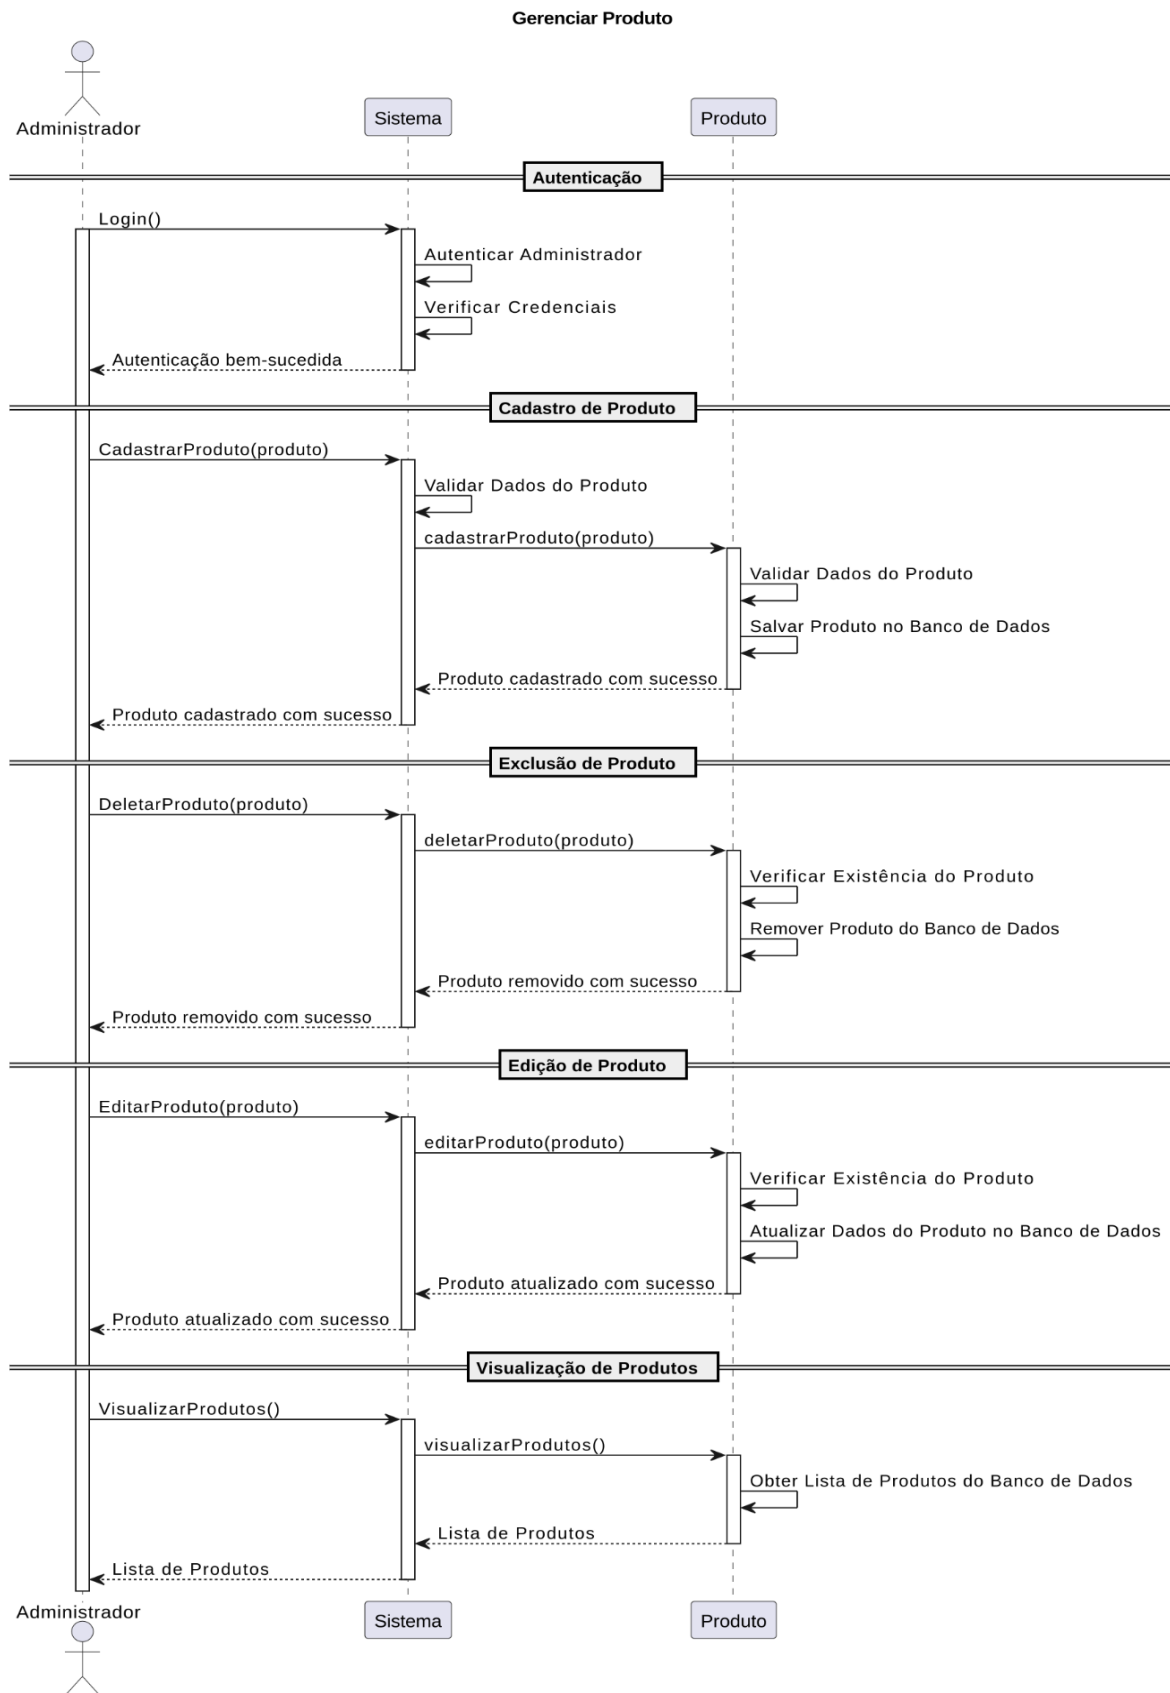 Gerenciar Produto
Administrador
Sistema
Produto
Autenticação
Login()
Autenticar Administrador
Verificar Credenciais
Autenticação bem-sucedida
Cadastro de Produto
CadastrarProduto(produto)
Validar Dados do Produto
cadastrarProduto(produto)
Validar Dados do Produto
Salvar Produto no Banco de Dados
Produto cadastrado com sucesso
Produto cadastrado com sucesso
Exclusão de Produto
DeletarProduto(produto)
deletarProduto(produto)
Verificar Existência do Produto
Remover Produto do Banco de Dados
Produto removido com sucesso
Produto removido com sucesso
Edição de Produto
EditarProduto(produto)
editarProduto(produto)
Verificar Existência do Produto
Atualizar Dados do Produto no Banco de Dados
Produto atualizado com sucesso
Produto atualizado com sucesso
Visualização de Produtos
VisualizarProdutos()
visualizarProdutos()
Obter Lista de Produtos do Banco de Dados
Lista de Produtos
Lista de Produtos
Administrador
Sistema
Produto